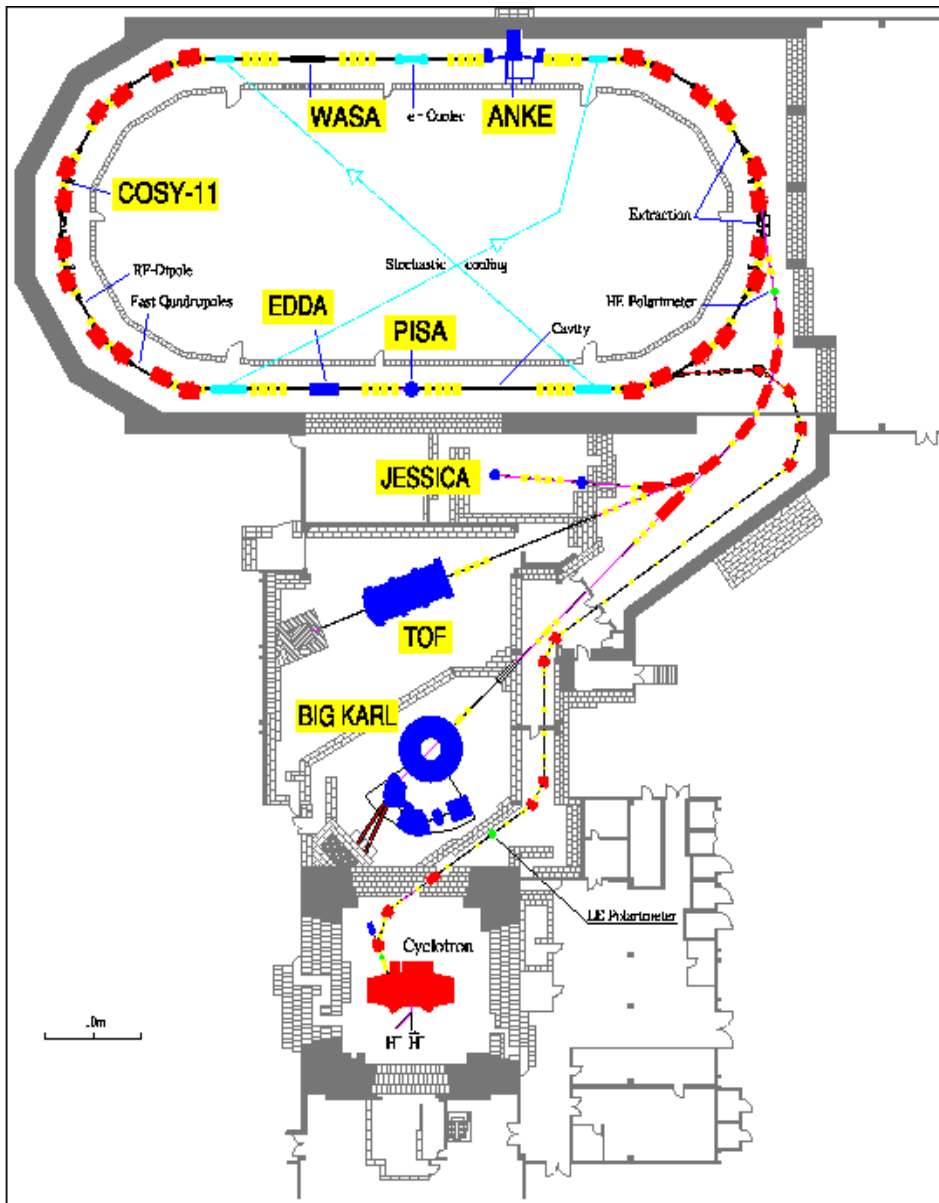 WASA
e - Cooler
ANKE
COSY-11
Extraction
Stochastic cooling
RF-Dipole
Fast Quadrupoles
HE Polarimeter
EDDA
PISA
Cavity
JESSICA
TOF
BIG KARL
LE Polarimeter
Cyclotron
10m
H⁻ H⁻